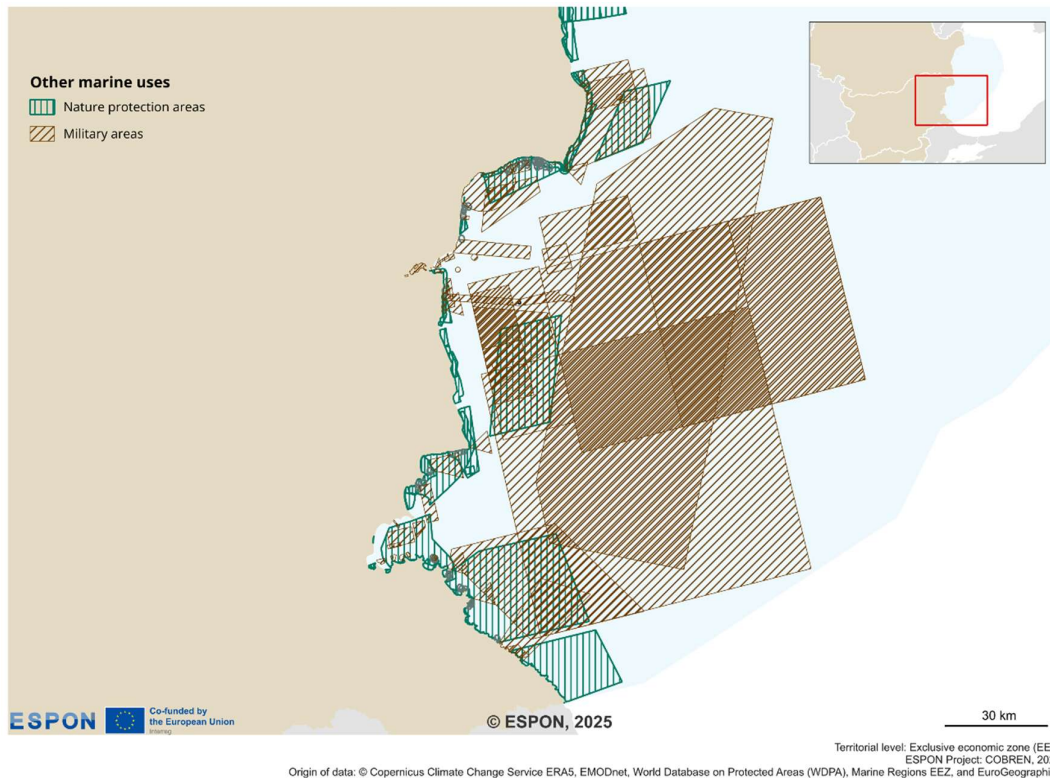 Other marine uses
Nature protection areas
Military areas
ESPON
Co-funded by
the European Union
Interreg
© ESPON, 2025
30 km
Territorial level: Exclusive economic zone (EE
ESPON Project: COBREN, 202
Origin of data: © Copernicus Climate Change Service ERA5, EMODnet, World Database on Protected Areas (WDPA), Marine Regions EEZ, and EuroGeograph